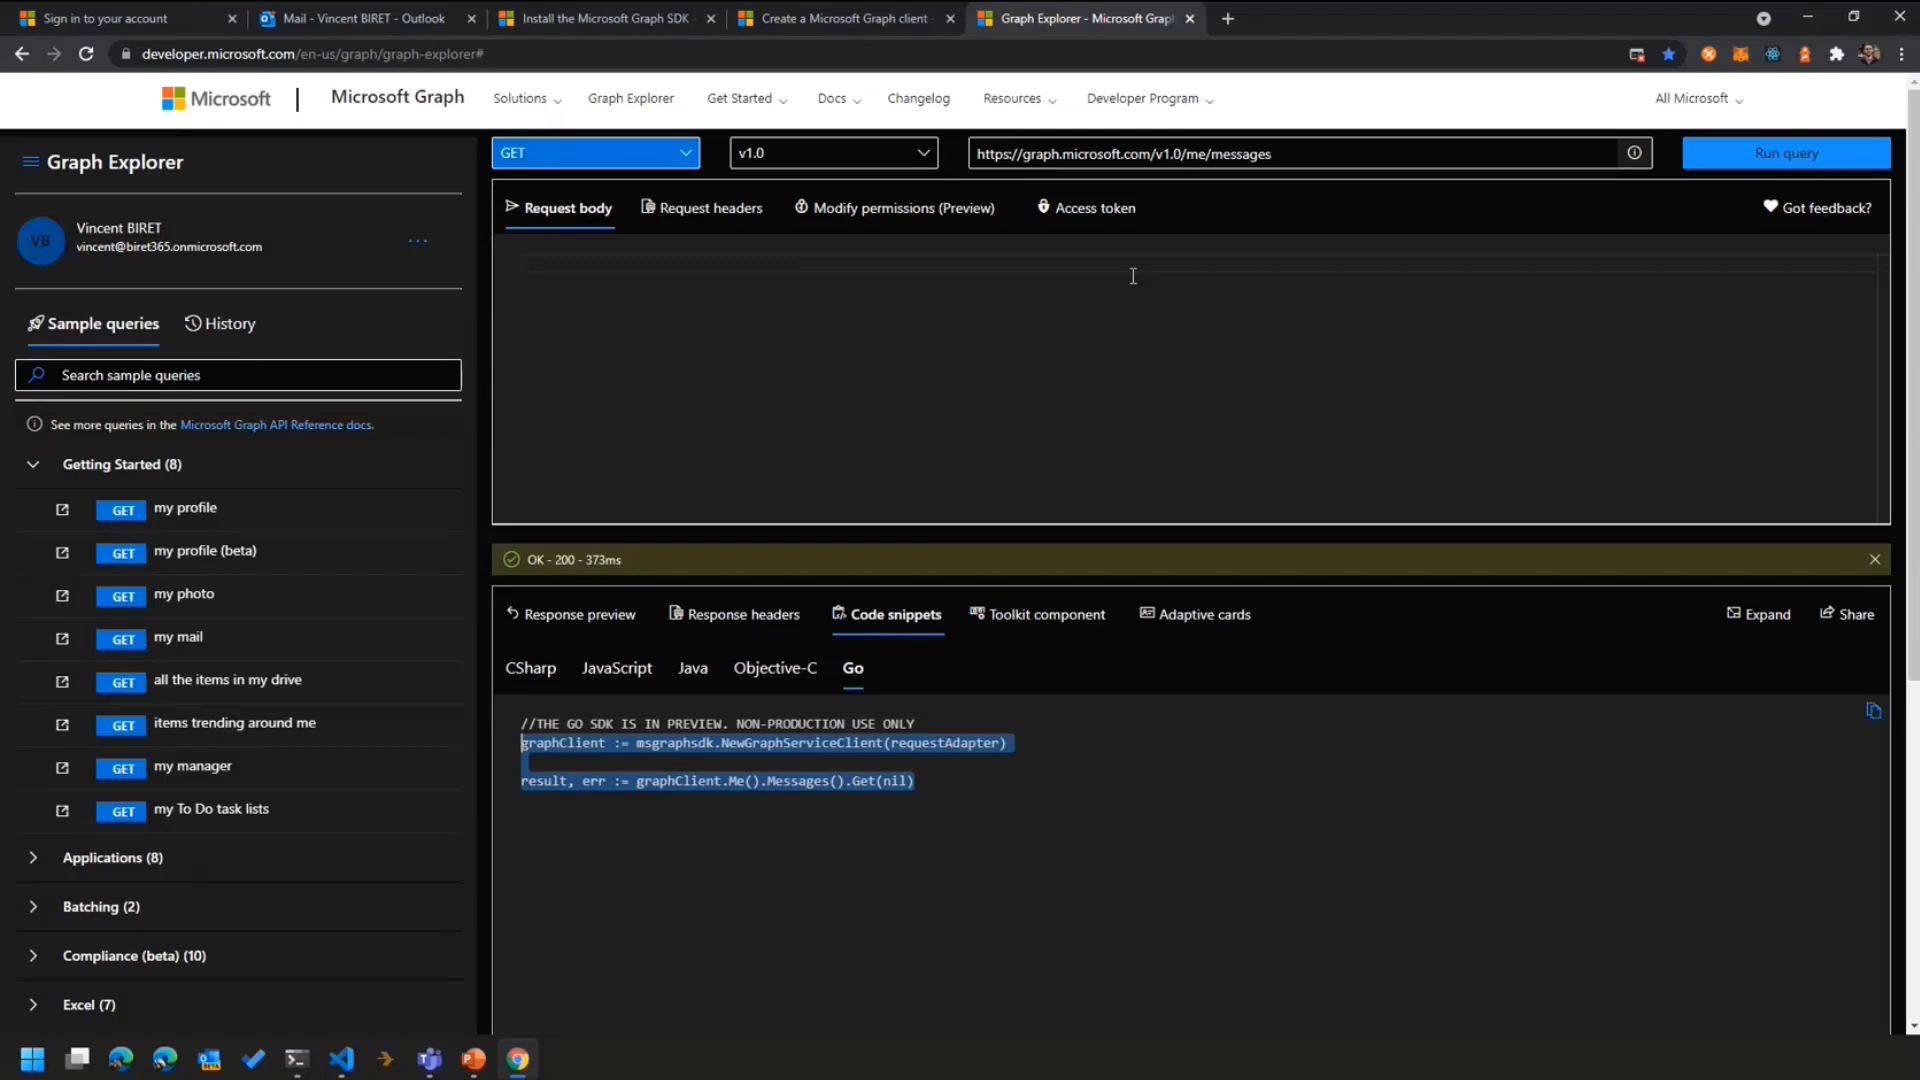 Sign in to your account
Mail - Vincent BIRET - Outlook
Install the Microsoft Graph SDK -
Create a Microsoft Graph client -
Graph Explorer - Microsoft Graph
developer.microsoft.com/en-us/graph/graph-explorer#
Microsoft
Microsoft Graph
Solutions
Graph Explorer
Get Started
Docs
Changelog
Resources
Developer Program
All Microsoft
Graph Explorer
GET
v1.0
https://graph.microsoft.com/v1.0/me/messages
Run query
Request body
Request headers
Modify permissions (Preview)
Access token
Got feedback?
VB
Vincent BIRET
vincent@biret365.onmicrosoft.com
Sample queries
History
Search sample queries
See more queries in the Microsoft Graph API Reference docs.
Getting Started (8)
GET my profile
GET my profile (beta)
GET my photo
GET my mail
GET all the items in my drive
GET items trending around me
GET my manager
GET my To Do task lists
Applications (8)
Batching (2)
Compliance (beta) (10)
Excel (7)
OK - 200 - 373ms
Response preview
Response headers
Code snippets
Toolkit component
Adaptive cards
Expand
Share
CSharp
JavaScript
Java
Objective-C
Go
//THE GO SDK IS IN PREVIEW. NON-PRODUCTION USE ONLY
graphClient := msgraphsdk.NewGraphServiceClient(requestAdapter)
result, err := graphClient.Me().Messages().Get(nil)